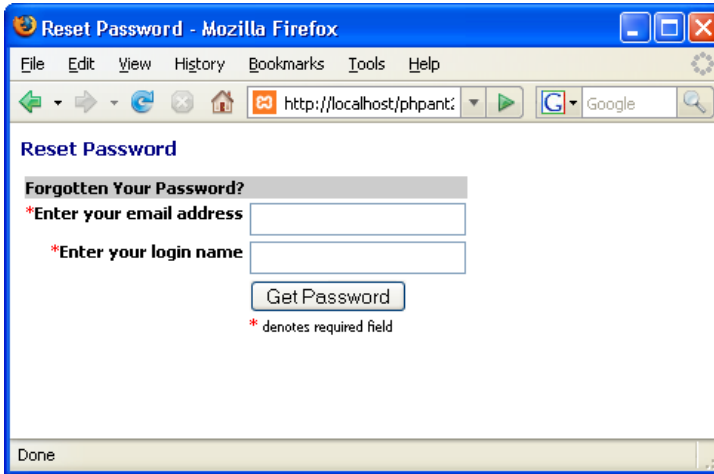 Reset Password - Mozilla Firefox
File Edit View History Bookmarks Tools Help
http://localhost/phpant2 G Google
Reset Password
Forgotten Your Password?
*Enter your email address
*Enter your login name
Get Password
* denotes required field
Done